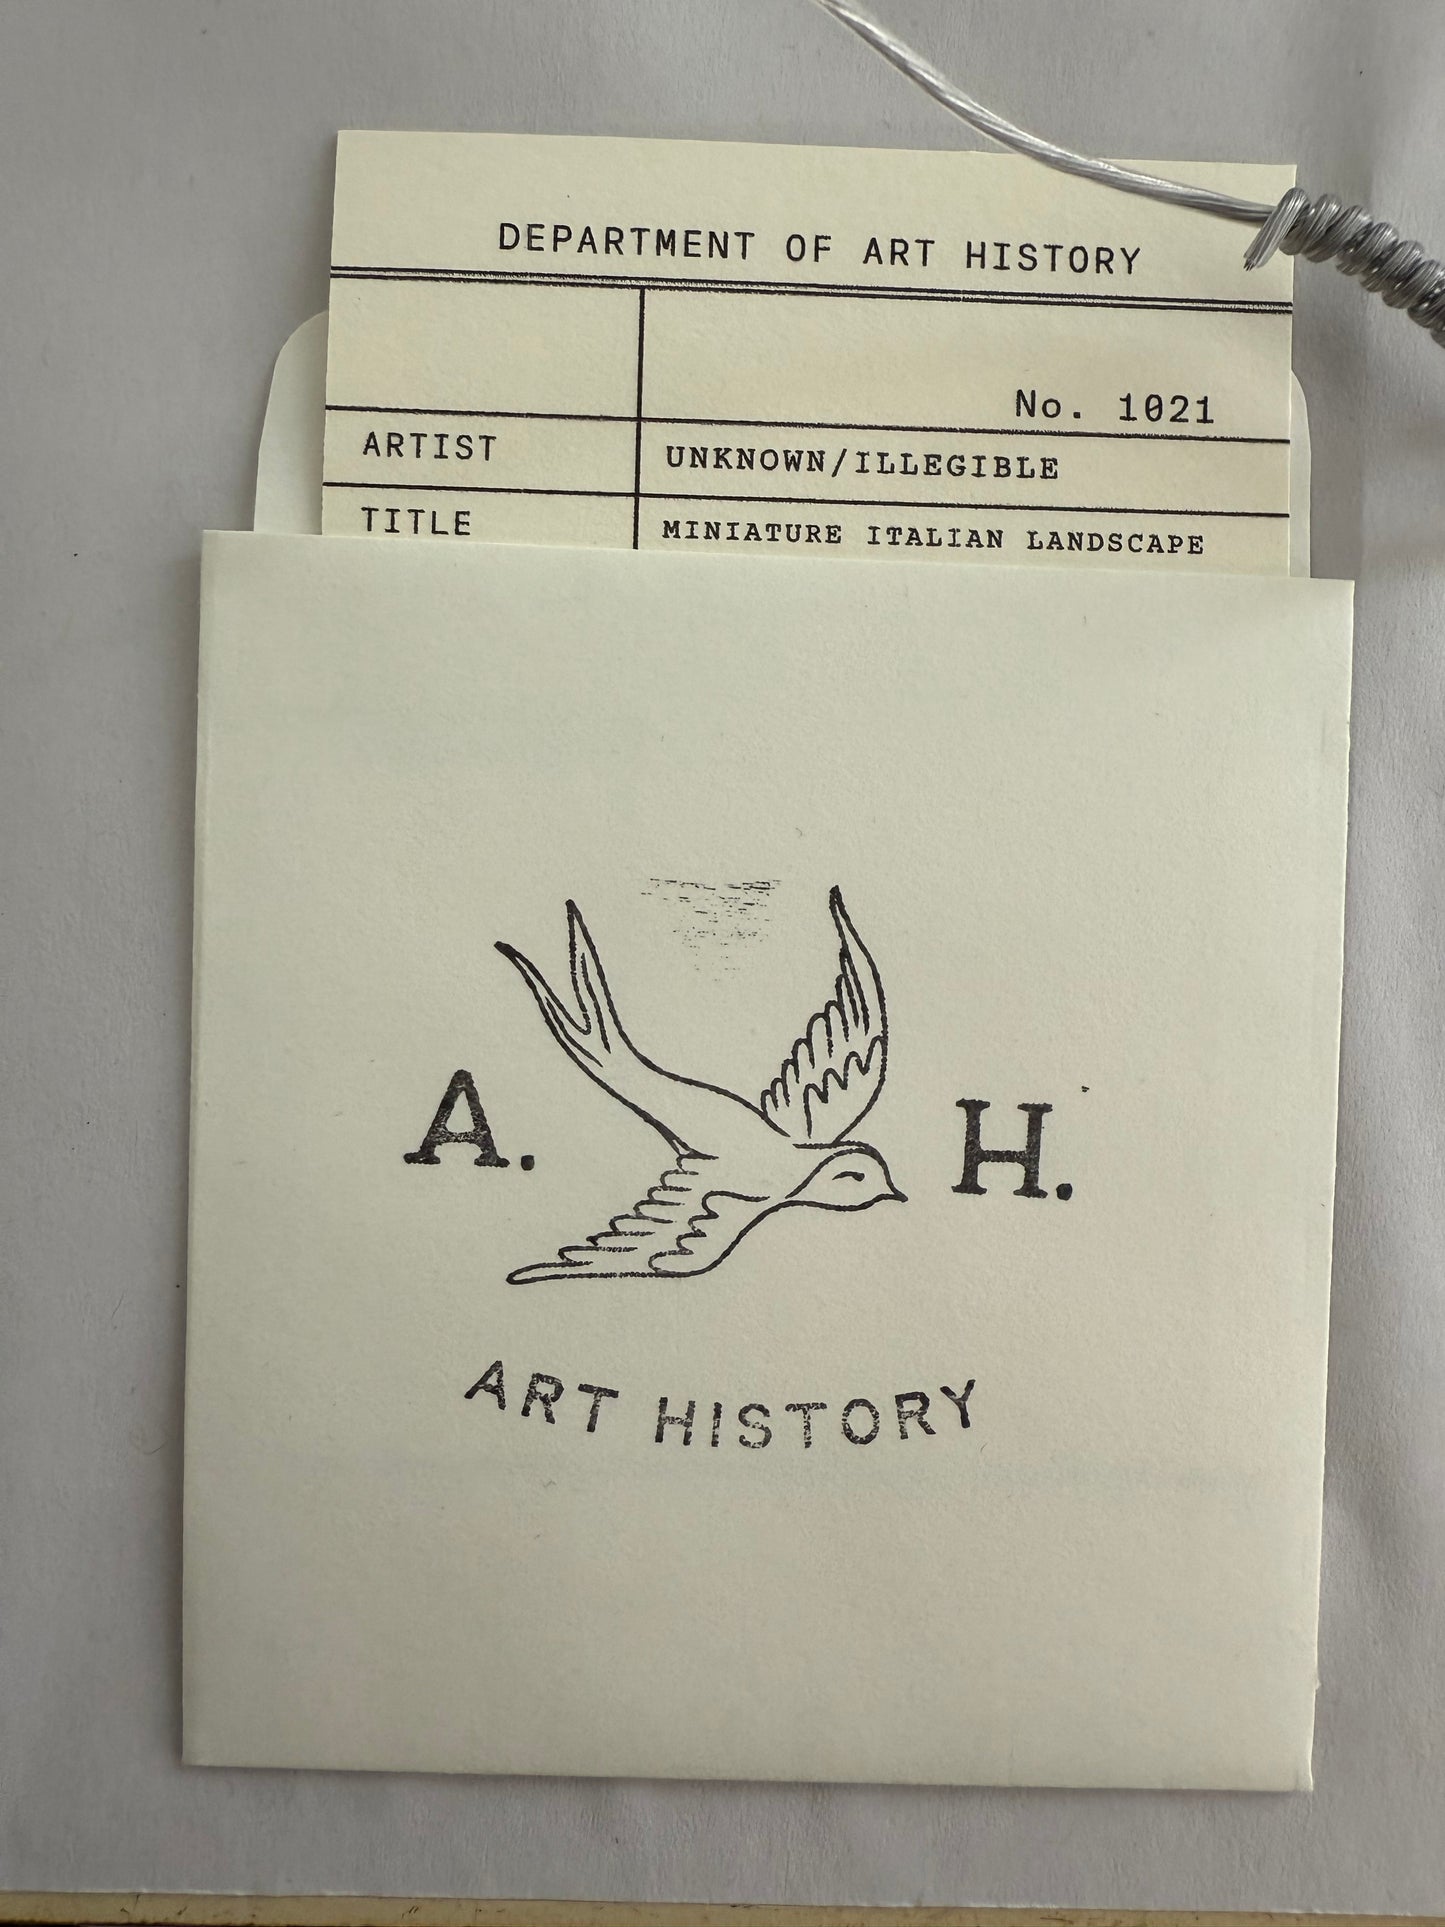 DEPARTMENT OF ART HISTORY
No. 1021
ARTIST UNKNOWN/ILLEGIBLE
TITLE MINIATURE ITALIAN LANDSCAPE
A. H.
ART HISTORY